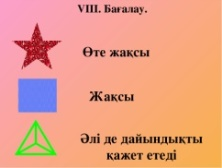 VIII. Бағалау.
Өте жақсы
Жақсы
Әлі де дайындықты
қажет етеді